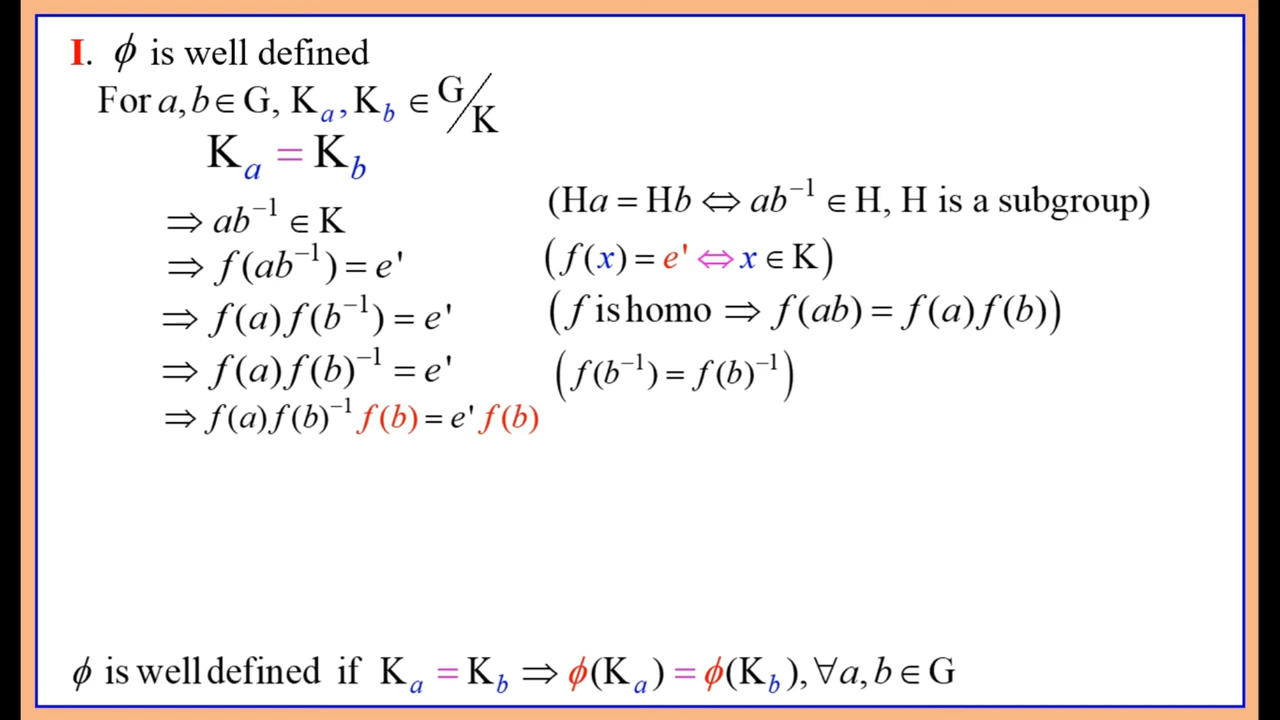 I. ϕ is well defined
For a, b ∈ G, K_a, K_b ∈ G/K
K_a = K_b
⇒ ab⁻¹ ∈ K (Ha = Hb ⇔ ab⁻¹ ∈ H, H is a subgroup)
⇒ f(ab⁻¹) = e' (f(x) = e' ⇔ x ∈ K)
⇒ f(a)f(b⁻¹) = e' (f is homo ⇒ f(ab) = f(a)f(b))
⇒ f(a)f(b)⁻¹ = e' (f(b⁻¹) = f(b)⁻¹)
⇒ f(a)f(b)⁻¹ f(b) = e' f(b)
ϕ is well defined if K_a = K_b ⇒ ϕ(K_a) = ϕ(K_b), ∀a, b ∈ G